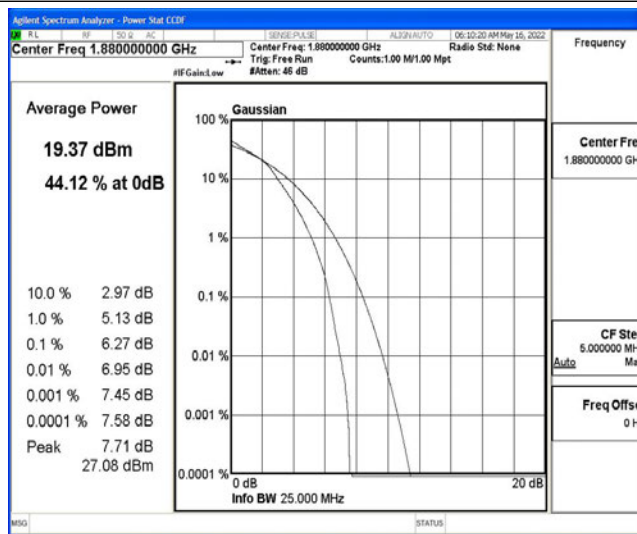 Agilent Spectrum Analyzer - Power Stat CCDF
RL RF 50 Ω AC SENSE:PULSE ALIGN AUTO 06:10:20 AM May 16, 2022
Center Freq 1.880000000 GHz
Center Freq: 1.880000000 GHz Radio Std: None
Trig: Free Run Counts:1.00 M/1.00 Mpt
#IFGain:Low #Atten: 46 dB
Frequency
Average Power
19.37 dBm
44.12 % at 0dB
10.0 % 2.97 dB
1.0 % 5.13 dB
0.1 % 6.27 dB
0.01 % 6.95 dB
0.001 % 7.45 dB
0.0001 % 7.58 dB
Peak 7.71 dB
27.08 dBm
Gaussian
100 %
10 %
1 %
0.1 %
0.01 %
0.001 %
0.0001 %
0 dB 20 dB
Info BW 25.000 MHz
Center Fre
1.880000000 GH
CF Ste
5.000000 MH
Auto Ma
Freq Offse
0 H
MSG STATUS